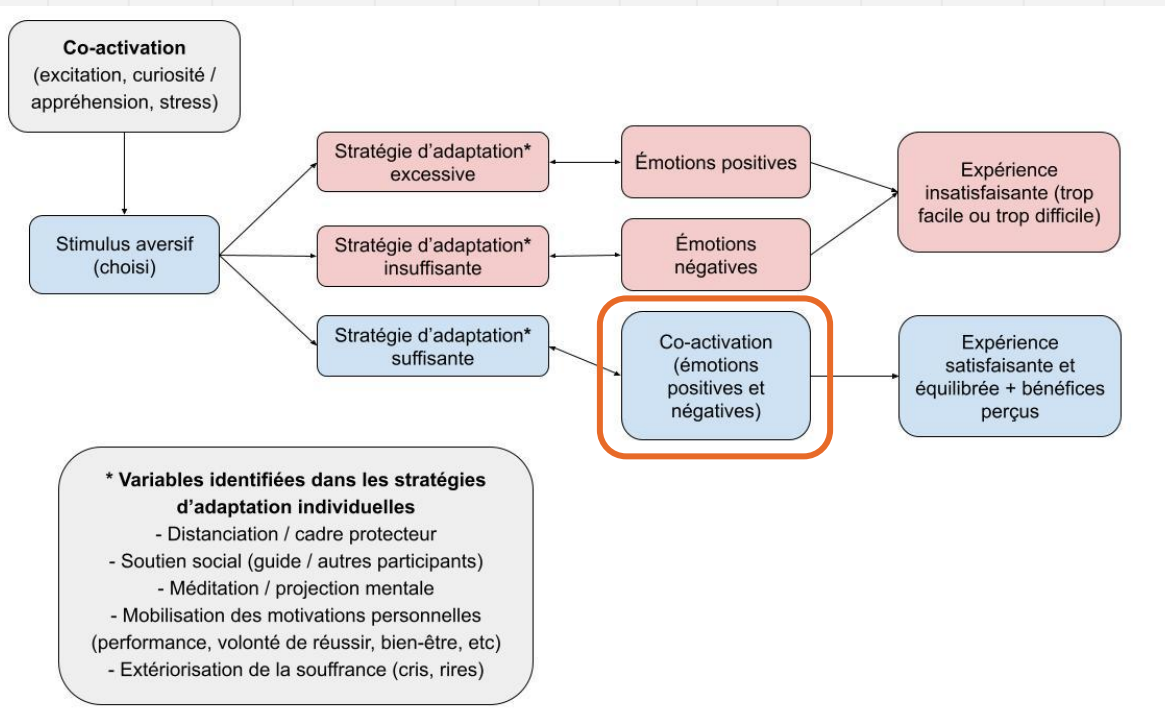 Co-activation
(excitation, curiosité /
appréhension, stress)
Stimulus aversif
(choisi)
Stratégie d’adaptation*
excessive
Émotions positives
Expérience
insatisfaisante (trop
facile ou trop difficile)
Stratégie d’adaptation*
insuffisante
Émotions
négatives
Stratégie d’adaptation*
suffisante
Co-activation
(émotions
positives et
négatives)
Expérience
satisfaisante et
équilibrée + bénéfices
perçus
* Variables identifiées dans les stratégies
d’adaptation individuelles
- Distanciation / cadre protecteur
- Soutien social (guide / autres participants)
- Méditation / projection mentale
- Mobilisation des motivations personnelles
(performance, volonté de réussir, bien-être, etc)
- Extériorisation de la souffrance (cris, rires)